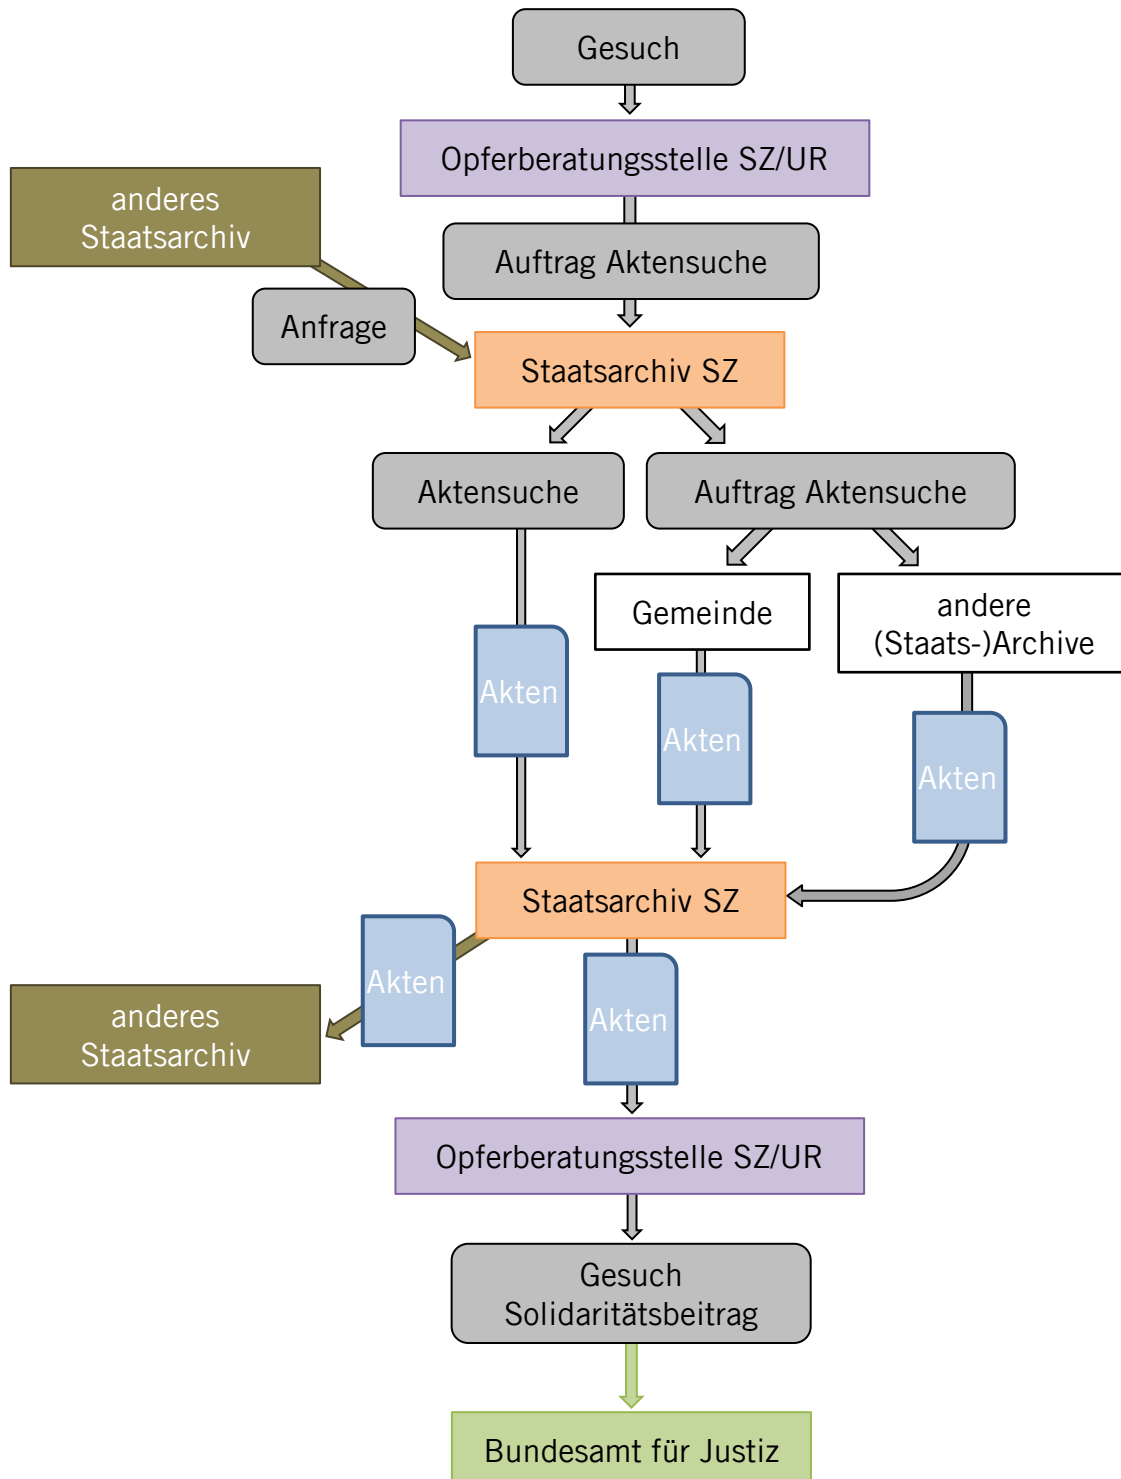 Gesuch
Opferberatungsstelle SZ/UR
anderes
Staatsarchiv
Auftrag Aktensuche
Anfrage
Staatsarchiv SZ
Aktensuche
Auftrag Aktensuche
Gemeinde
andere
(Staats-)Archive
Akten
Akten
Akten
Staatsarchiv SZ
Akten
Akten
anderes
Staatsarchiv
Opferberatungsstelle SZ/UR
Gesuch
Solidaritätsbeitrag
Bundesamt für Justiz